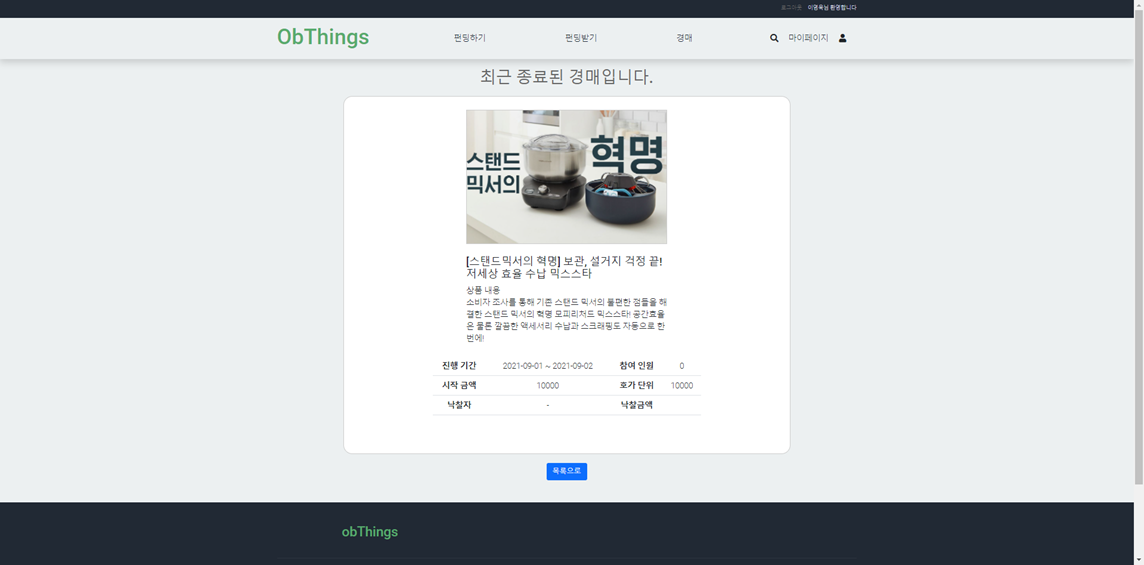 로그아웃 이명욱님 환영합니다
ObThings 펀딩하기 펀딩받기 경매 마이페이지
최근 종료된 경매입니다.
스탠드 혁명
믹서의
[스탠드믹서의 혁명] 보관, 설거지 걱정 끝!
저세상 효율 수납 믹스스타
상품 내용
소비자 조사를 통해 기존 스탠드 믹서의 불편한 점들을 해
결한 스탠드 믹서의 혁명 모피리처드 믹스스타! 공간효율
은 물론 깔끔한 액세서리 수납과 스크래핑도 자동으로 한
번에!
진행 기간 2021-09-01 ~ 2021-09-02 참여 인원 0
시작 금액 10000 호가 단위 10000
낙찰자 - 낙찰금액
목록으로
obThings